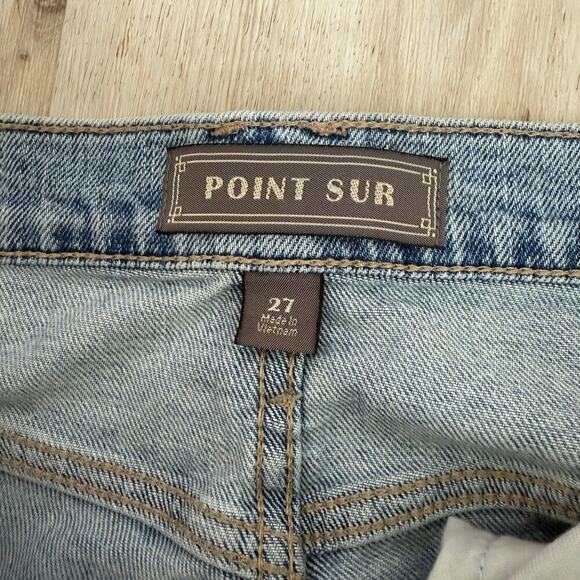 POINT SUR
27
Made In
Vietnam